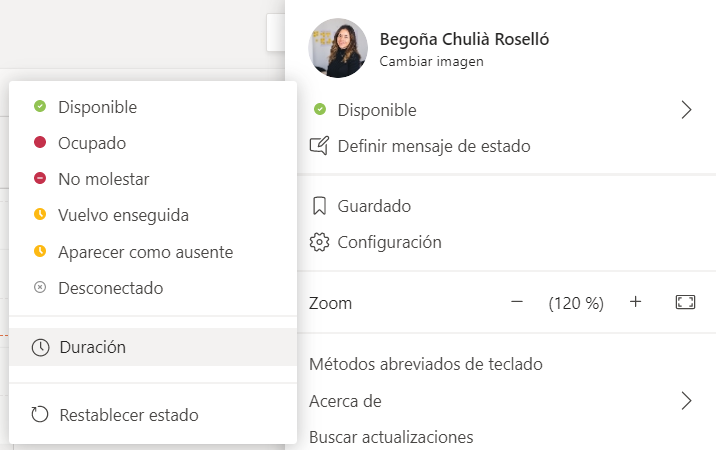 Begoña Chulià Roselló
Cambiar imagen
Disponible
Definir mensaje de estado
Guardado
Configuración
Zoom
(120 %)
Métodos abreviados de teclado
Acerca de
Buscar actualizaciones
Disponible
Ocupado
No molestar
Vuelvo enseguida
Aparecer como ausente
Desconectado
Duración
Restablecer estado